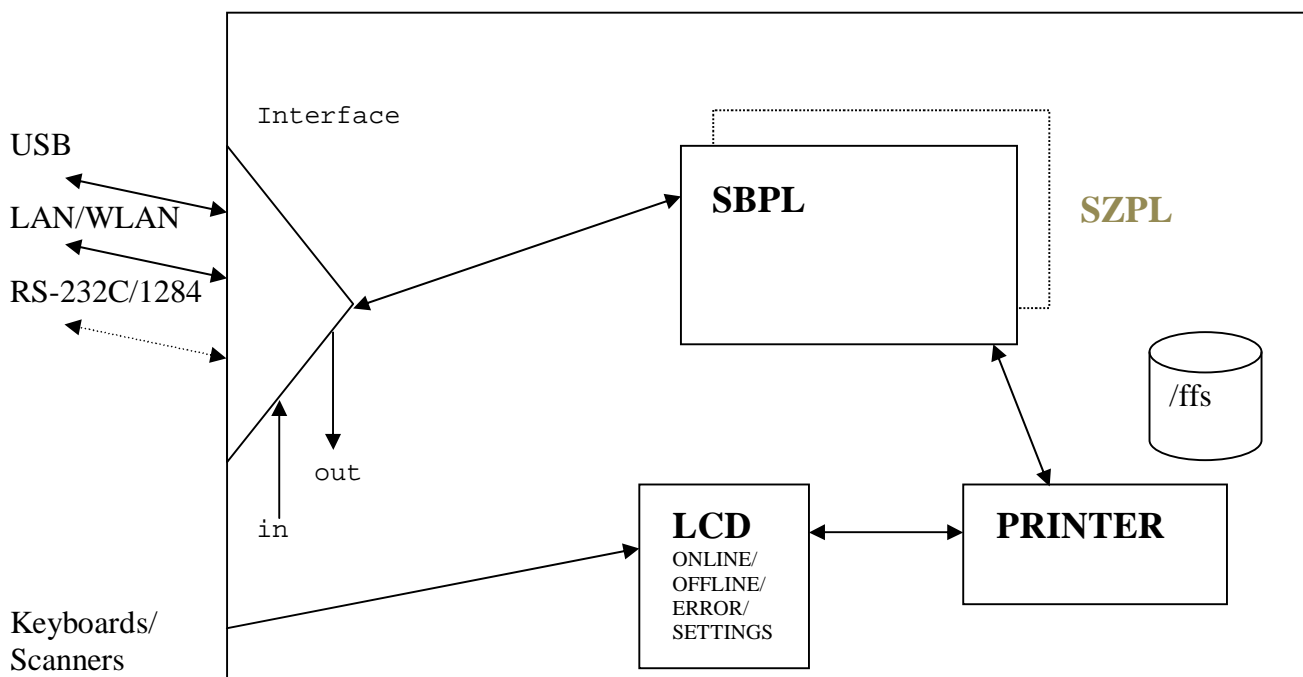 Interface
USB
LAN/WLAN
RS-232C/1284
SBPL
SZPL
/ffs
out
in
LCD
ONLINE/
OFFLINE/
ERROR/
SETTINGS
PRINTER
Keyboards/
Scanners